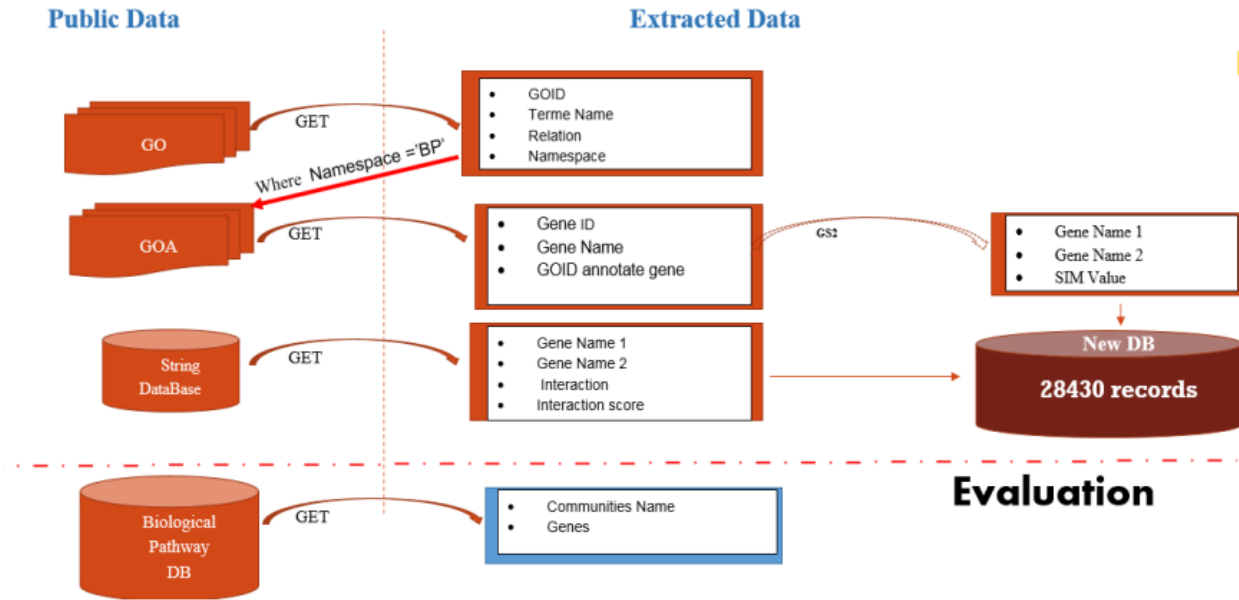 Public Data
Extracted Data
GO
GET
• GOID
• Terme Name
• Relation
• Namespace
Where Namespace ='BP'
GOA
GET
• Gene ID
• Gene Name
• GOID annotate gene
GS2
• Gene Name 1
• Gene Name 2
• SIM Value
String
DataBase
GET
• Gene Name 1
• Gene Name 2
• Interaction
• Interaction score
New DB
28430 records
Evaluation
Biological
Pathway
DB
GET
• Communities Name
• Genes